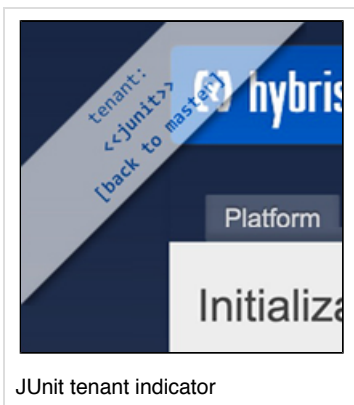 tenant:
<<junit>>
[back to master]
hybris
Platform
Initializa
JUnit tenant indicator